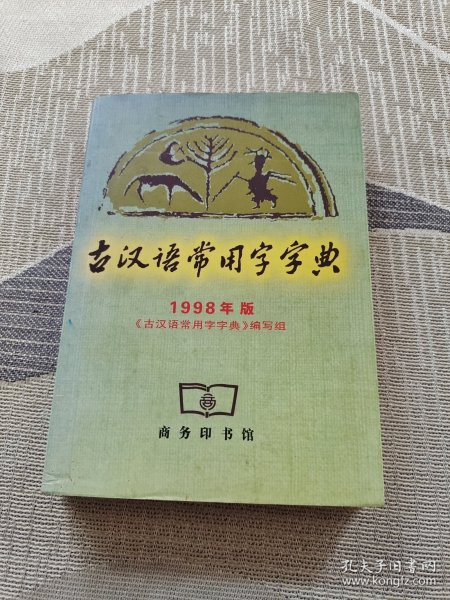 古汉语常用字字典
1998年版
《古汉语常用字字典》编写组
商务印书馆
孔夫子旧书网
www.kongfz.com